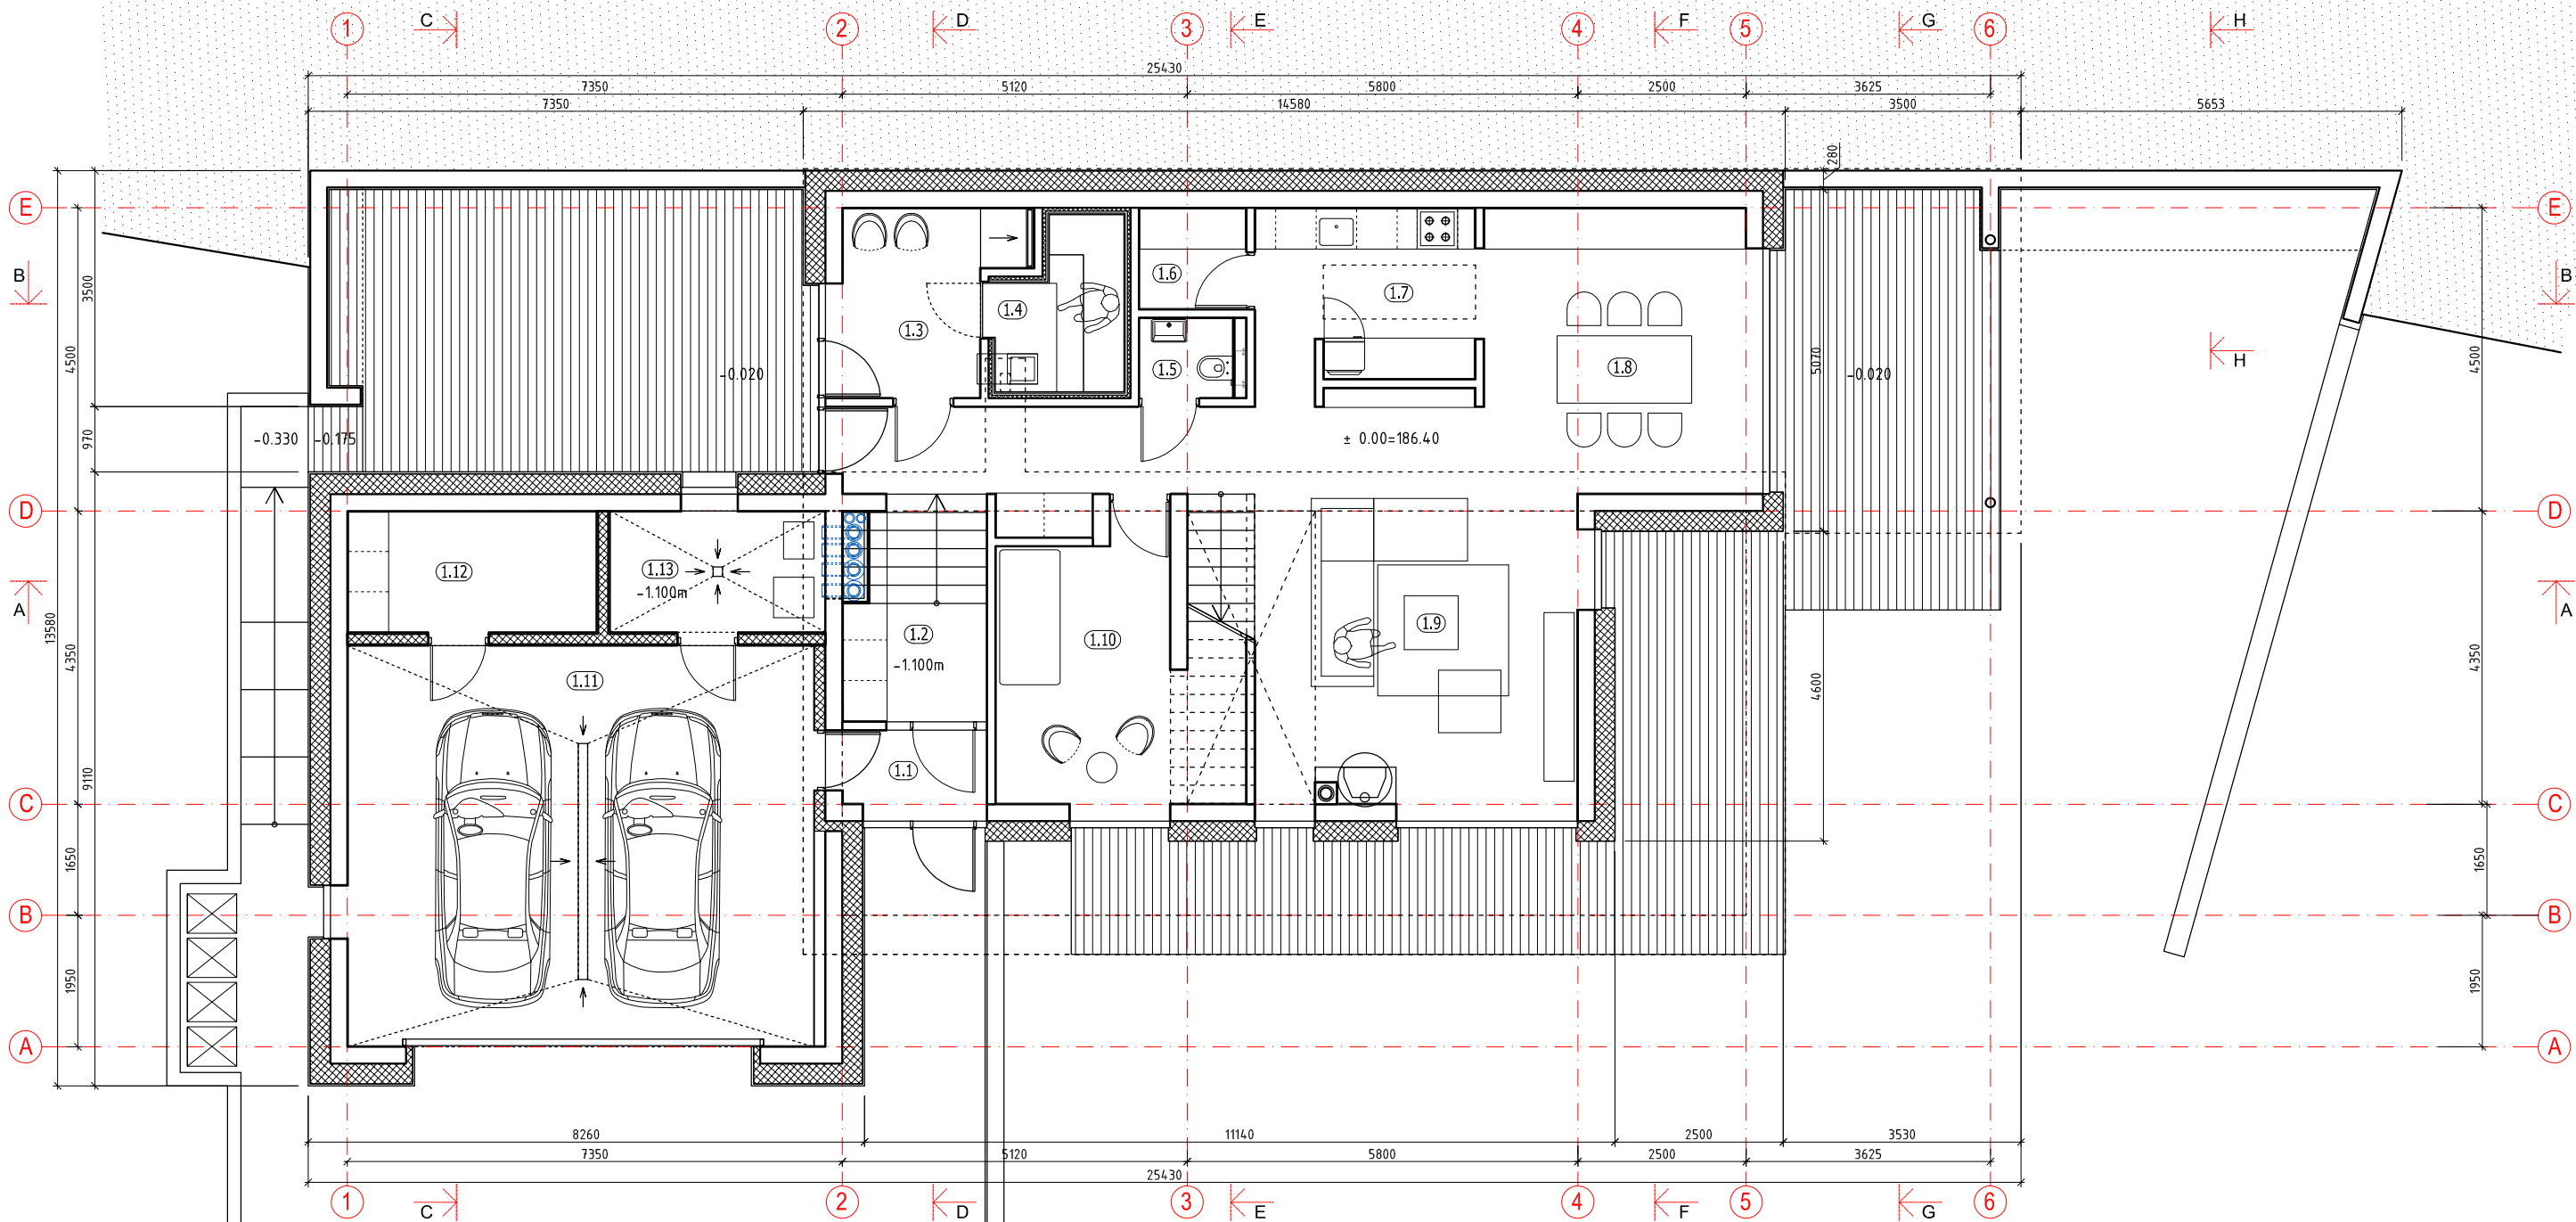 1 C 2 D 3 E 4 F 5 G 6 H
25430
7350 5120 5800 2500 3625
7350 14580 3500 5653
280
E E
B B
3500
1.6
1.7
1.4
1.3
4500 -0.020 1.5 1.8 5070 -0.020 H 4500
970 -0.330 -0.175 ± 0.00=186.40
D D
1.12 1.13
-1.100m
A A
13580
1.2 1.10 1.9
-1.100m
4350 1.11 4600 4350
9110 1.1
C C
1650 1650
B B
1950 1950
A A
8260 11140 2500 3530
7350 5120 5800 2500 3625
25430
1 C 2 D 3 E 4 F 5 G 6